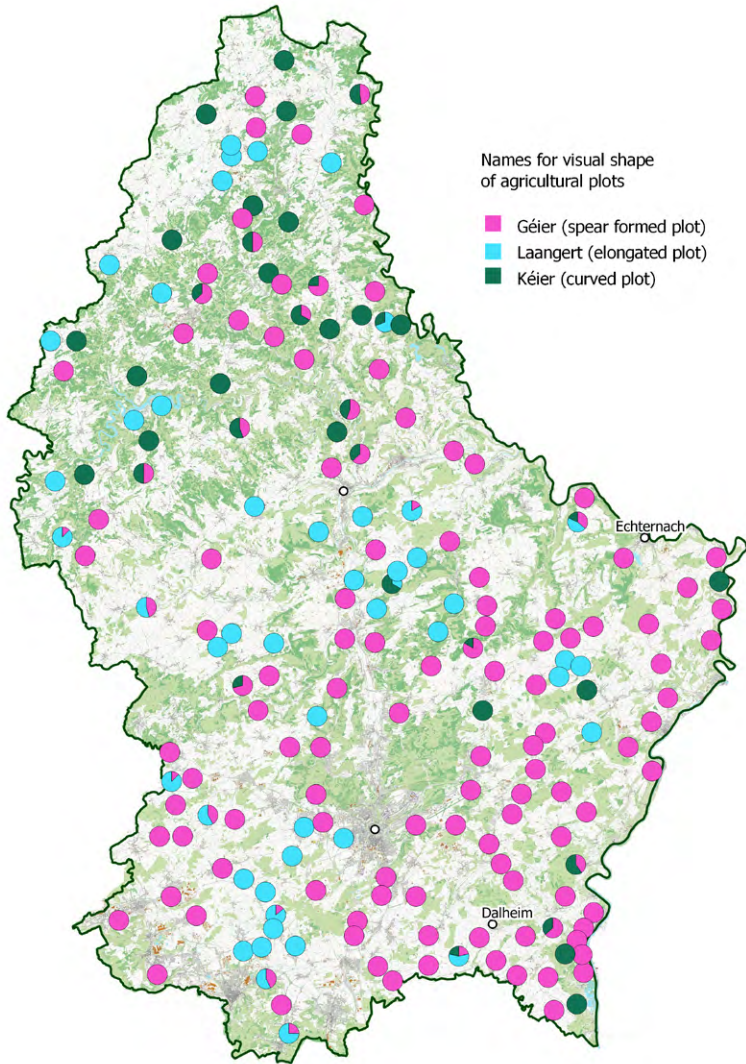 Names for visual shape
of agricultural plots
Géier (spear formed plot)
Laangert (elongated plot)
Kéier (curved plot)
Echternach
Dalheim